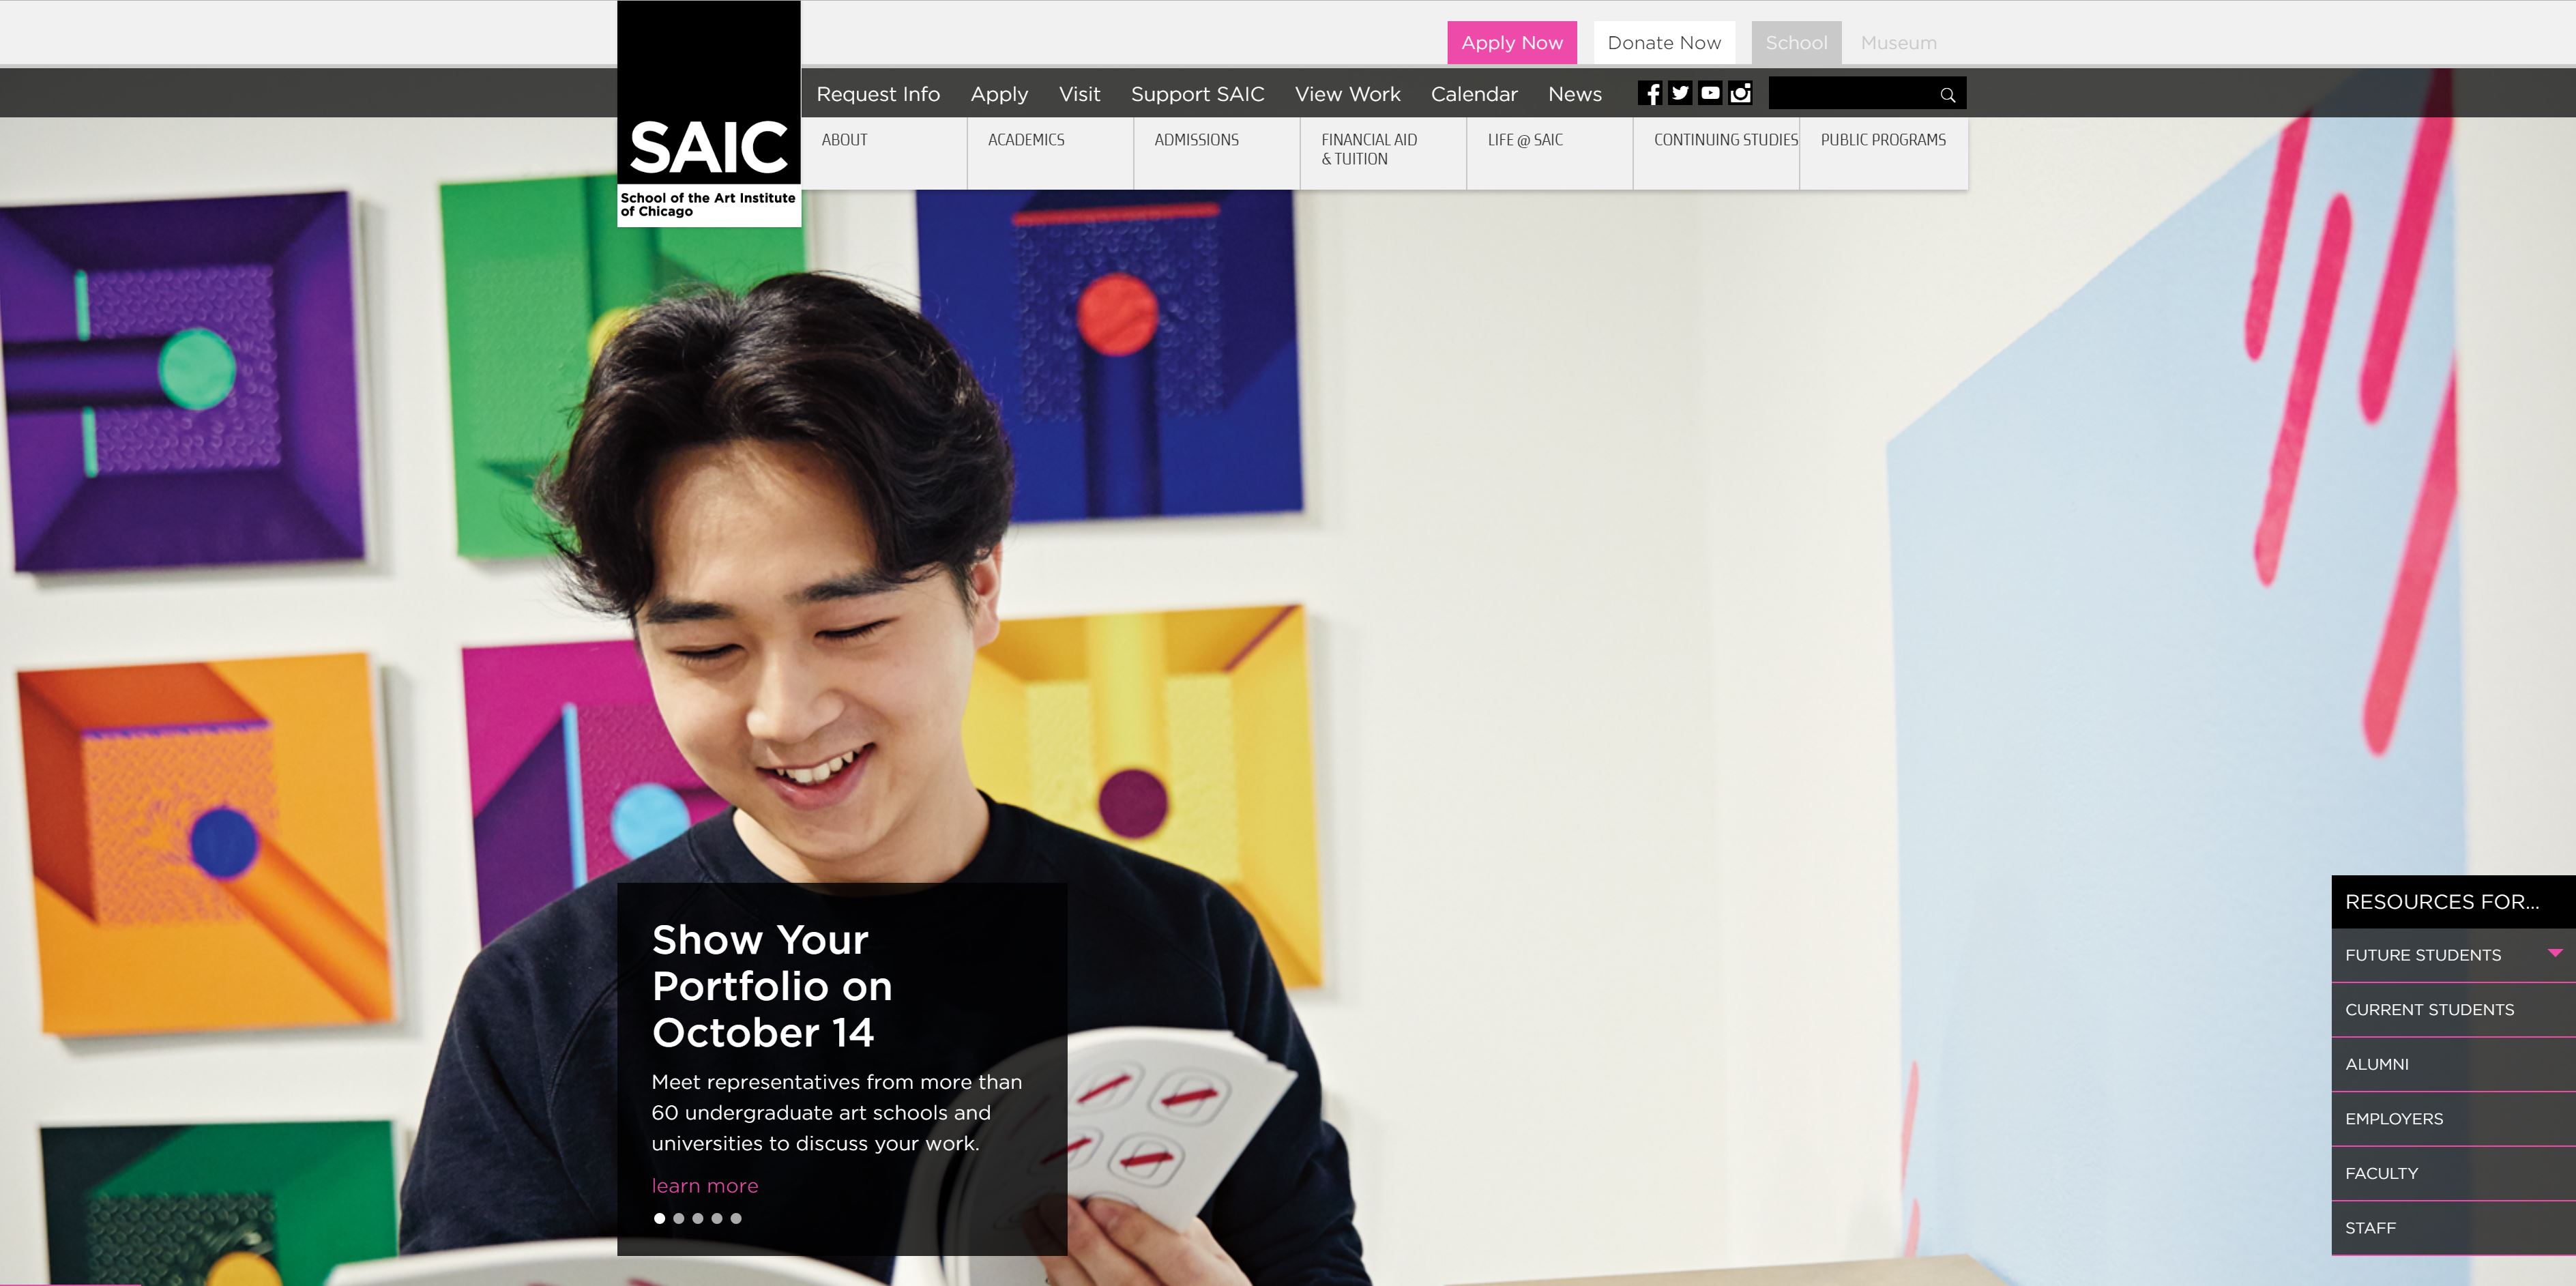 Apply Now
Donate Now
School
Museum
SAIC
School of the Art Institute
of Chicago
Request Info
Apply
Visit
Support SAIC
View Work
Calendar
News
ABOUT
ACADEMICS
ADMISSIONS
FINANCIAL AID
& TUITION
LIFE @ SAIC
CONTINUING STUDIES
PUBLIC PROGRAMS
Show Your
Portfolio on
October 14
Meet representatives from more than
60 undergraduate art schools and
universities to discuss your work.
learn more
RESOURCES FOR...
FUTURE STUDENTS
CURRENT STUDENTS
ALUMNI
EMPLOYERS
FACULTY
STAFF